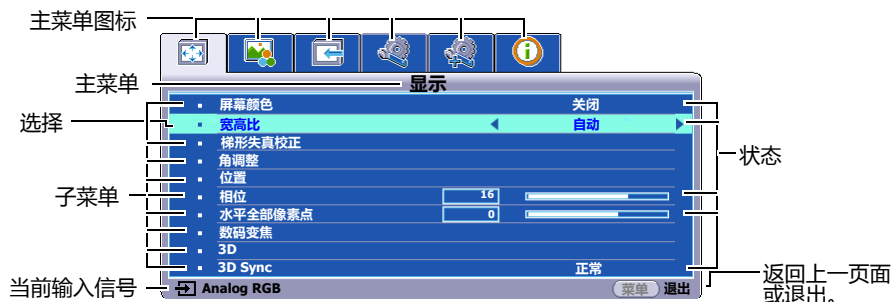 主菜单图标
主菜单
显示
屏幕颜色 关闭
选择
宽高比 自动
梯形失真校正
角调整
状态
位置
子菜单
相位 16
水平全部像素点 0
数码变焦
3D
3D Sync 正常
当前输入信号
Analog RGB
菜单 退出
返回上一页面
或退出。